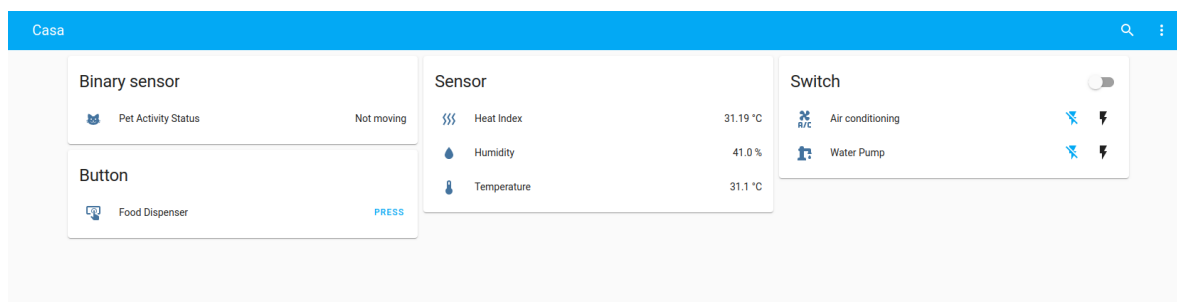 Casa
Binary sensor
Pet Activity Status Not moving
Button
Food Dispenser PRESS
Sensor
Heat Index 31.19 °C
Humidity 41.0 %
Temperature 31.1 °C
Switch
A/C Air conditioning
Water Pump